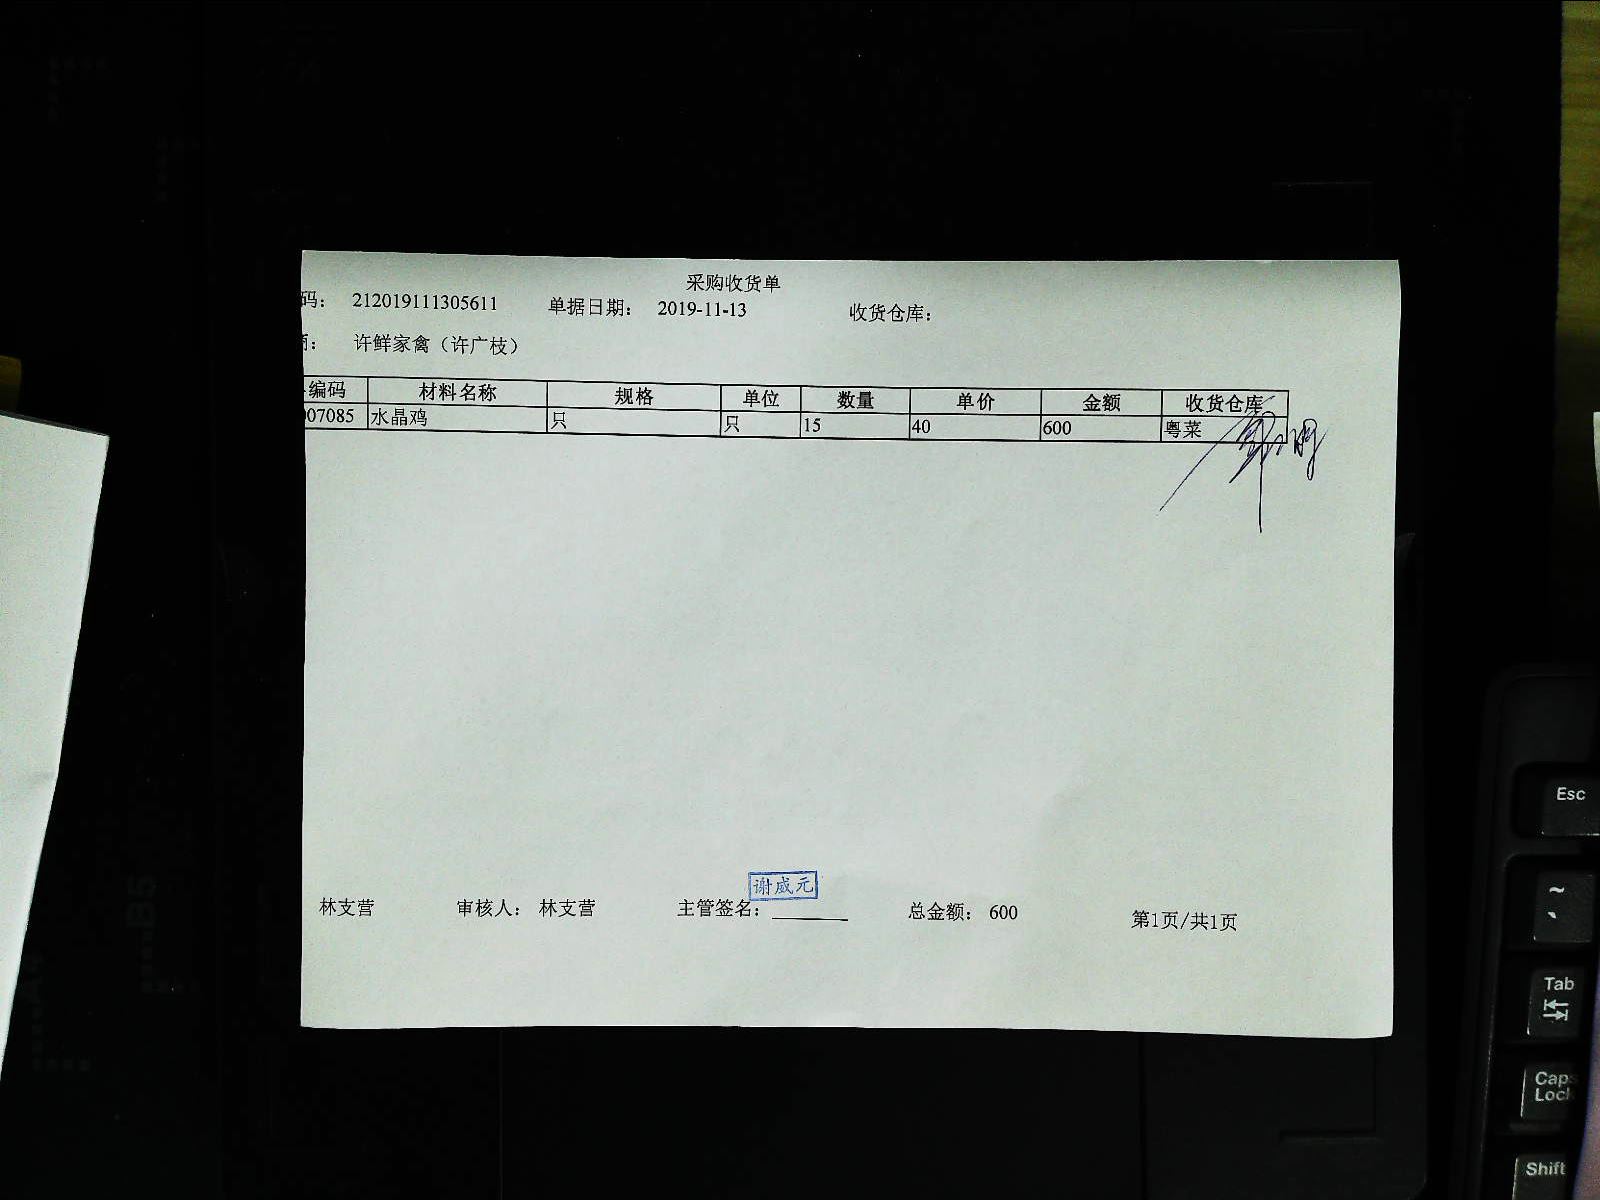 采购收货单
码: 212019111305611 单据日期: 2019-11-13 收货仓库:
: 许鲜家禽（许广枝）
编码 材料名称 规格 单位 数量 单价 金额 收货仓库
07085 水晶鸡 只 只 15 40 600 粤菜
谢威元
林支营 审核人: 林支营 主管签名: 总金额: 600 第1页/共1页
Esc
~
`
Tab
Caps
Lock
Shift
B5
A4